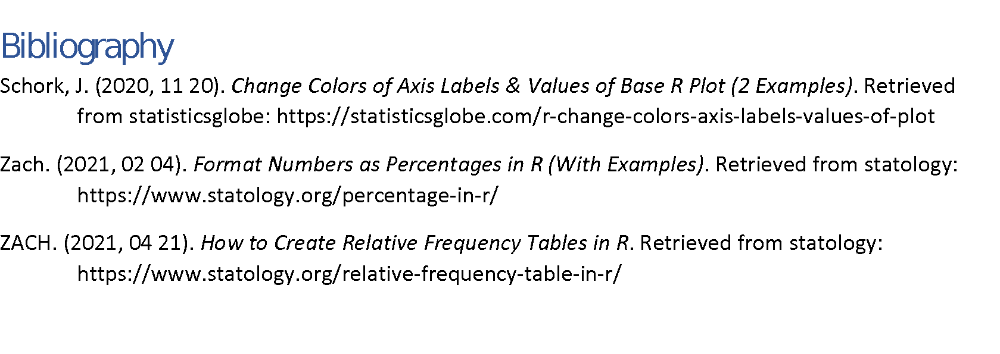 Bibliography
Schork, J. (2020, 11 20). Change Colors of Axis Labels & Values of Base R Plot (2 Examples). Retrieved
from statisticsglobe: https://statisticsglobe.com/r-change-colors-axis-labels-values-of-plot
Zach. (2021, 02 04). Format Numbers as Percentages in R (With Examples). Retrieved from statology:
https://www.statology.org/percentage-in-r/
ZACH. (2021, 04 21). How to Create Relative Frequency Tables in R. Retrieved from statology:
https://www.statology.org/relative-frequency-table-in-r/